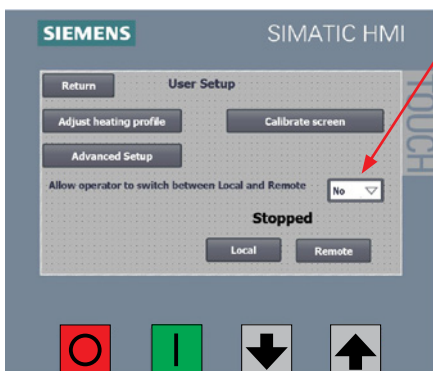 SIEMENS SIMATIC HMI
TOUCH
Return User Setup
Adjust heating profile Calibrate screen
Advanced Setup
Allow operator to switch between Local and Remote No
Stopped
Local Remote